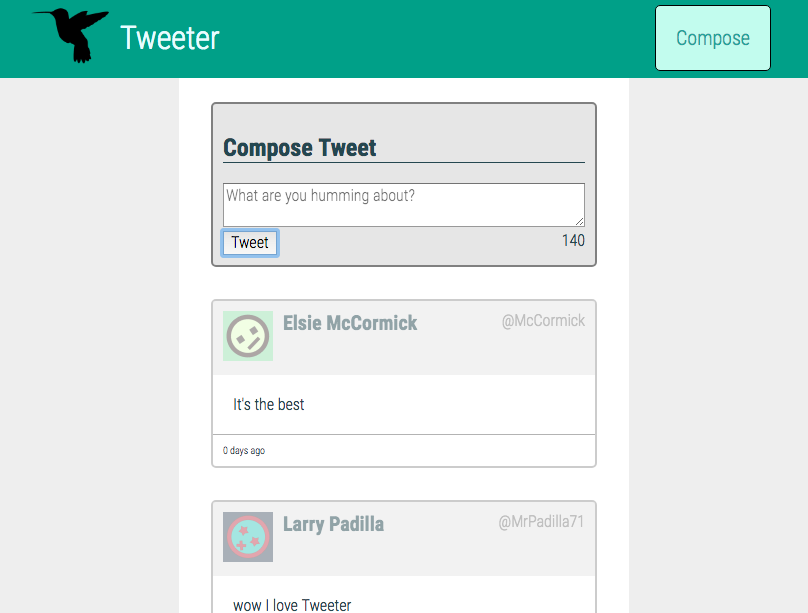 Tweeter
Compose
Compose Tweet
What are you humming about?
Tweet
140
Elsie McCormick
@McCormick
It's the best
0 days ago
Larry Padilla
@MrPadilla71
wow I love Tweeter